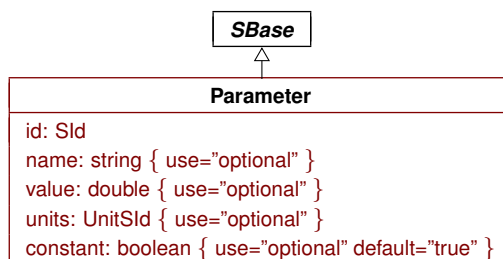 SBase
Parameter
id: SId
name: string { use="optional" }
value: double { use="optional" }
units: UnitSId { use="optional" }
constant: boolean { use="optional" default="true" }